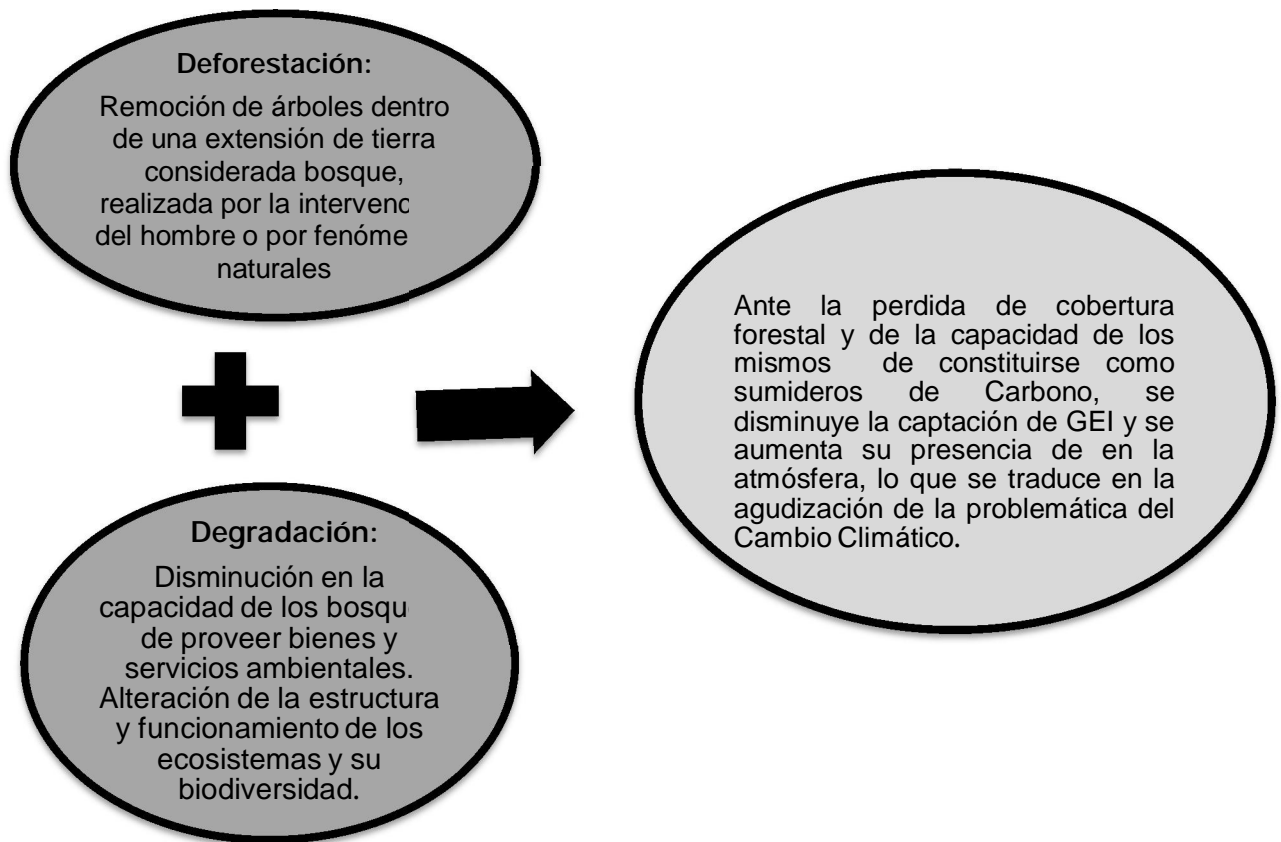 Deforestación:
Remoción de árboles dentro
de una extensión de tierra
considerada bosque,
realizada por la intervenc
del hombre o por fenóme
naturales
Degradación:
Disminución en la
capacidad de los bosqu
de proveer bienes y
servicios ambientales.
Alteración de la estructura
y funcionamiento de los
ecosistemas y su
biodiversidad.
Ante la perdida de cobertura
forestal y de la capacidad de los
mismos de constituirse como
sumideros de Carbono, se
disminuye la captación de GEI y se
aumenta su presencia de en la
atmósfera, lo que se traduce en la
agudización de la problemática del
Cambio Climático.